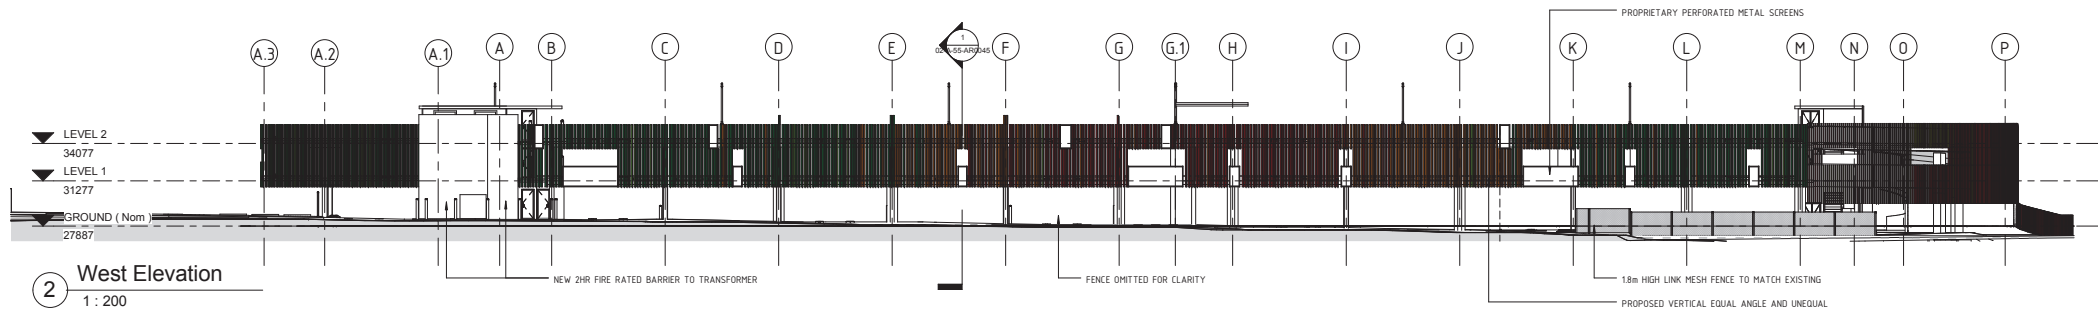 PROPRIETARY PERFORATED METAL SCREENS
A.3 A.2 A.1 A B C D E 1 F G G.1 H I J K L M N O P
LEVEL 2
34077
LEVEL 1
31277
GROUND ( Nom )
27887
2 West Elevation
1 : 200
NEW 2HR FIRE RATED BARRIER TO TRANSFORMER
FENCE OMITTED FOR CLARITY
1.8m HIGH LINK MESH FENCE TO MATCH EXISTING
PROPOSED VERTICAL EQUAL ANGLE AND UNEQUAL